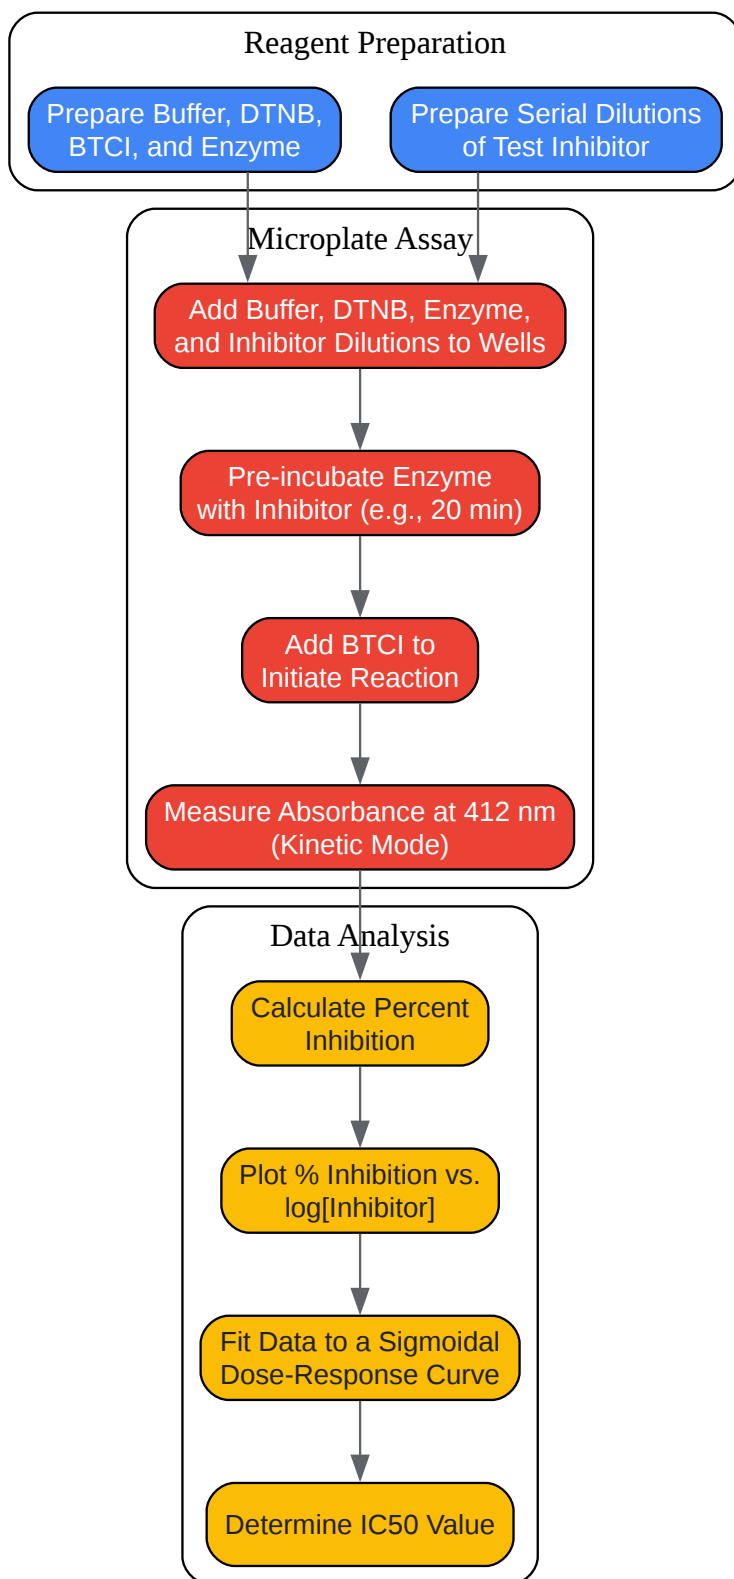 Reagent Preparation
Prepare Buffer, DTNB,
BTCI, and Enzyme
Prepare Serial Dilutions
of Test Inhibitor
Microplate Assay
Add Buffer, DTNB, Enzyme,
and Inhibitor Dilutions to Wells
Pre-incubate Enzyme
with Inhibitor (e.g., 20 min)
Add BTCI to
Initiate Reaction
Measure Absorbance at 412 nm
(Kinetic Mode)
Data Analysis
Calculate Percent
Inhibition
Plot % Inhibition vs.
log[Inhibitor]
Fit Data to a Sigmoidal
Dose-Response Curve
Determine IC50 Value